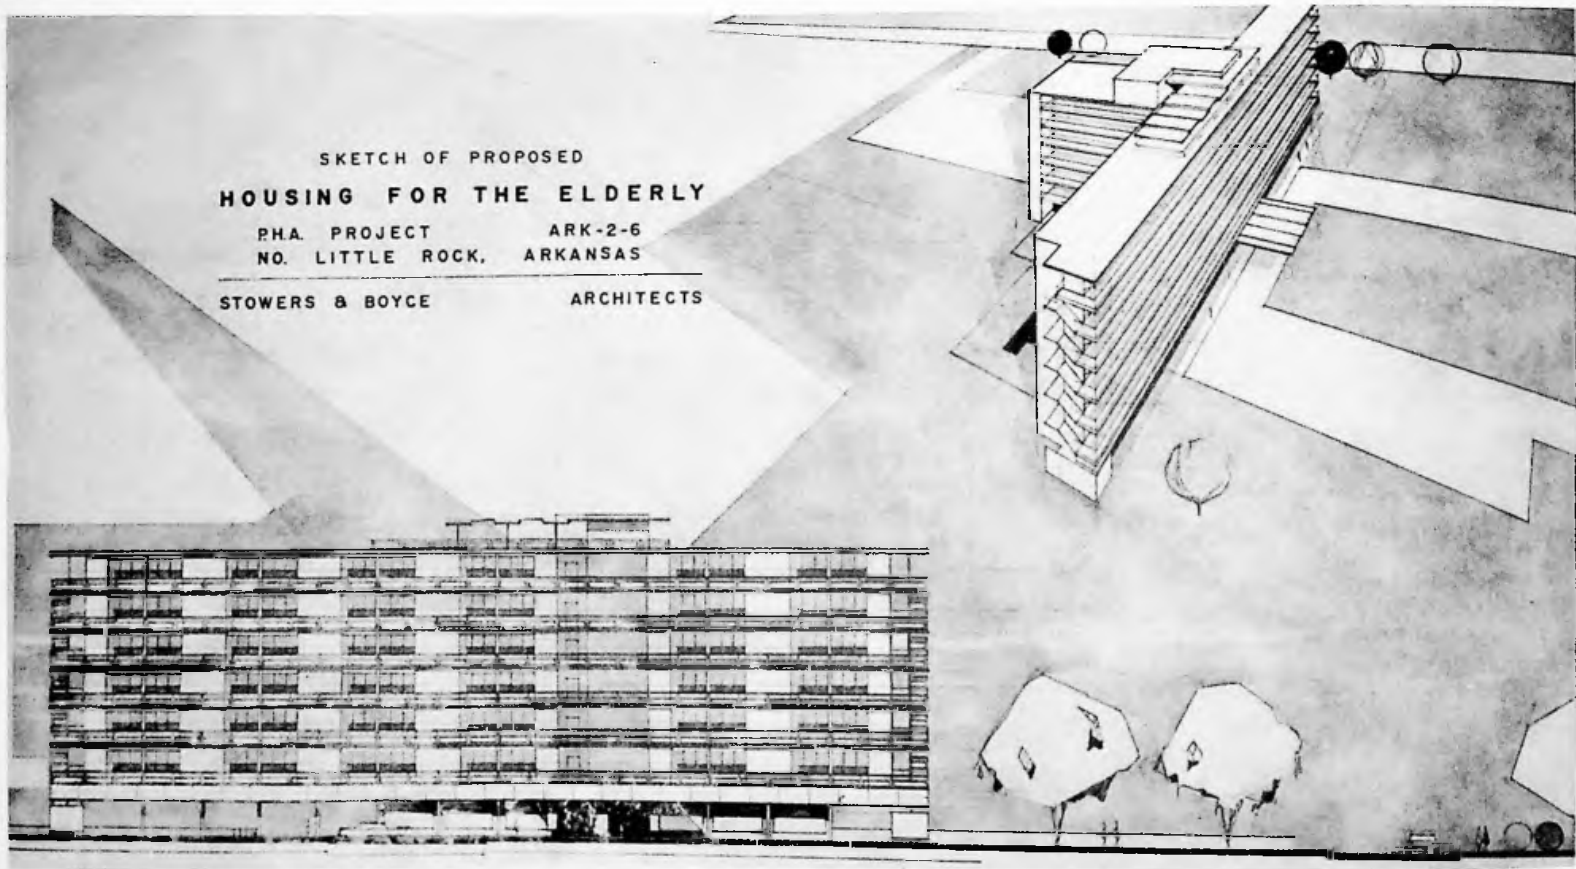 SKETCH OF PROPOSED
HOUSING FOR THE ELDERLY
P.H.A. PROJECT ARK-2-6
NO. LITTLE ROCK, ARKANSAS
STOWERS & BOYCE ARCHITECTS